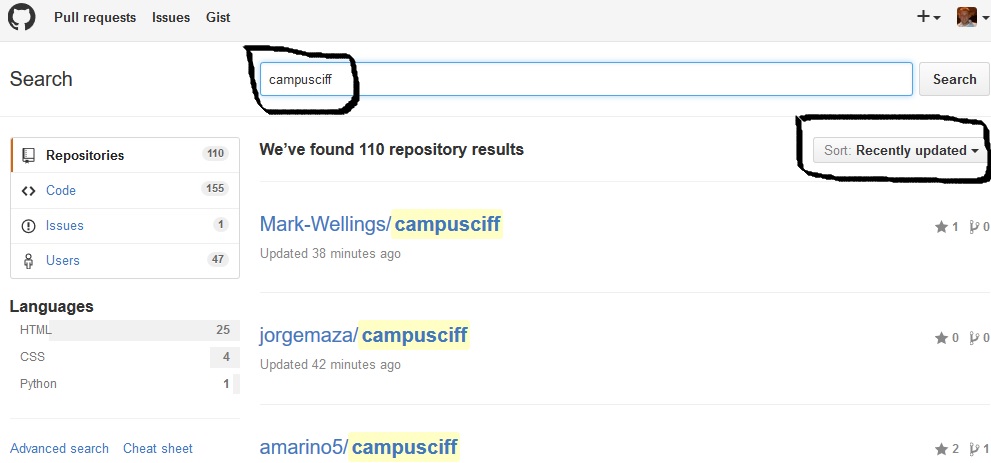 Pull requests Issues Gist
Search campusciff Search
Repositories 110
Code 155
Issues 1
Users 47
Languages
HTML 25
CSS 4
Python 1
Advanced search Cheat sheet
We've found 110 repository results Sort: Recently updated
Mark-Wellings/campusciff 1 0
Updated 38 minutes ago
jorgemaza/campusciff 0 0
Updated 42 minutes ago
amarino5/campusciff 2 1